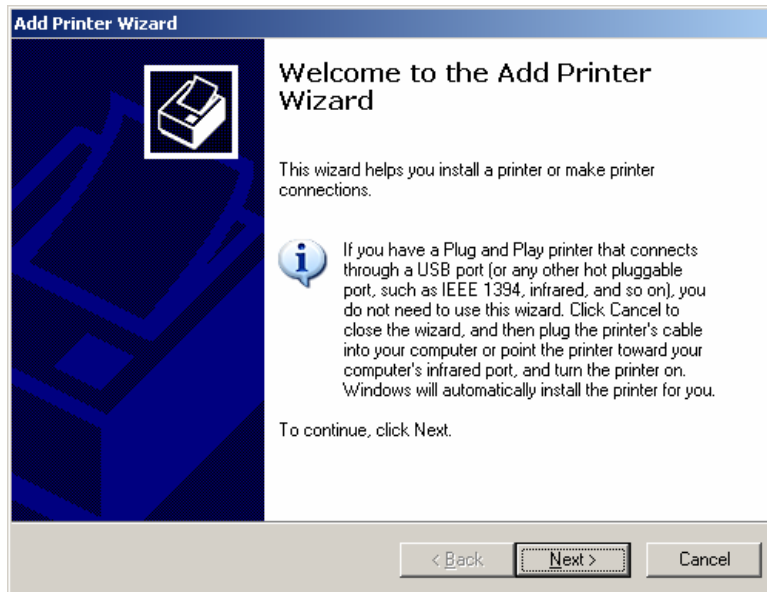 Add Printer Wizard
Welcome to the Add Printer
Wizard
This wizard helps you install a printer or make printer
connections.
If you have a Plug and Play printer that connects
through a USB port (or any other hot pluggable
port, such as IEEE 1394, infrared, and so on), you
do not need to use this wizard. Click Cancel to
close the wizard, and then plug the printer's cable
into your computer or point the printer toward your
computer's infrared port, and turn the printer on.
Windows will automatically install the printer for you.
To continue, click Next.
< Back Next > Cancel